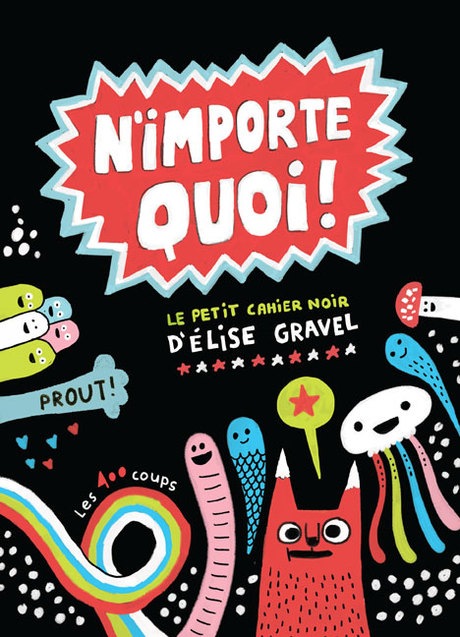 N'IMPORTE
QUOI!
LE PETIT CAHIER NOIR
D'ÉLISE GRAVEL
PROUT!
Les 400 coups